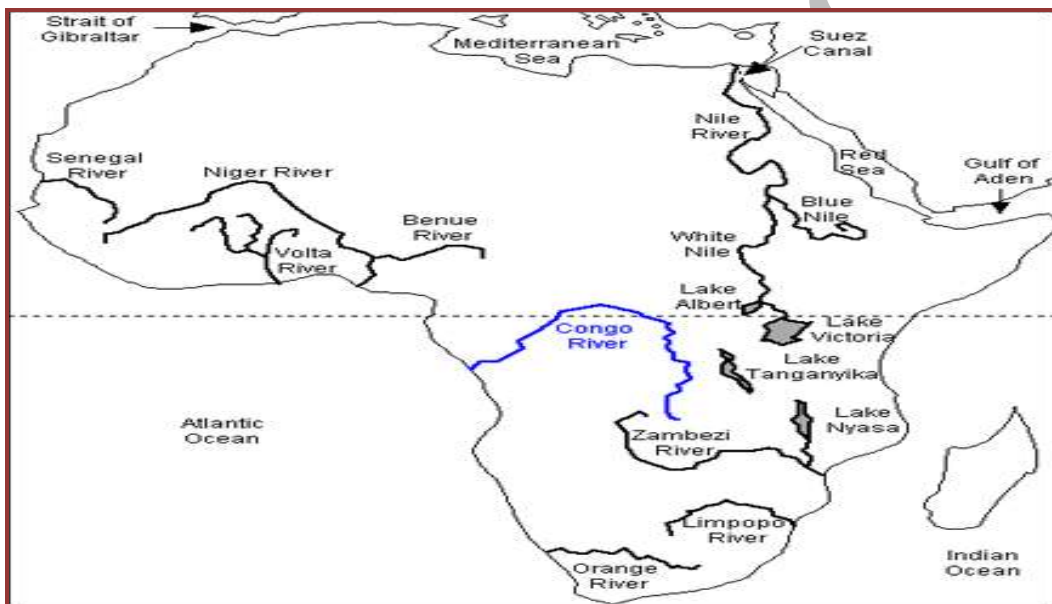 Strait of
Gibraltar
Mediterranean
Sea
Suez
Canal
Nile
River
Red
Sea
Gulf of
Aden
Senegal
River
Niger River
Benue
River
Volta
River
Blue
Nile
White
Nile
Lake
Albert
Lake
Victoria
Congo
River
Lake
Tanganyika
Lake
Nyasa
Atlantic
Ocean
Zambezi
River
Limpopo
River
Orange
River
Indian
Ocean